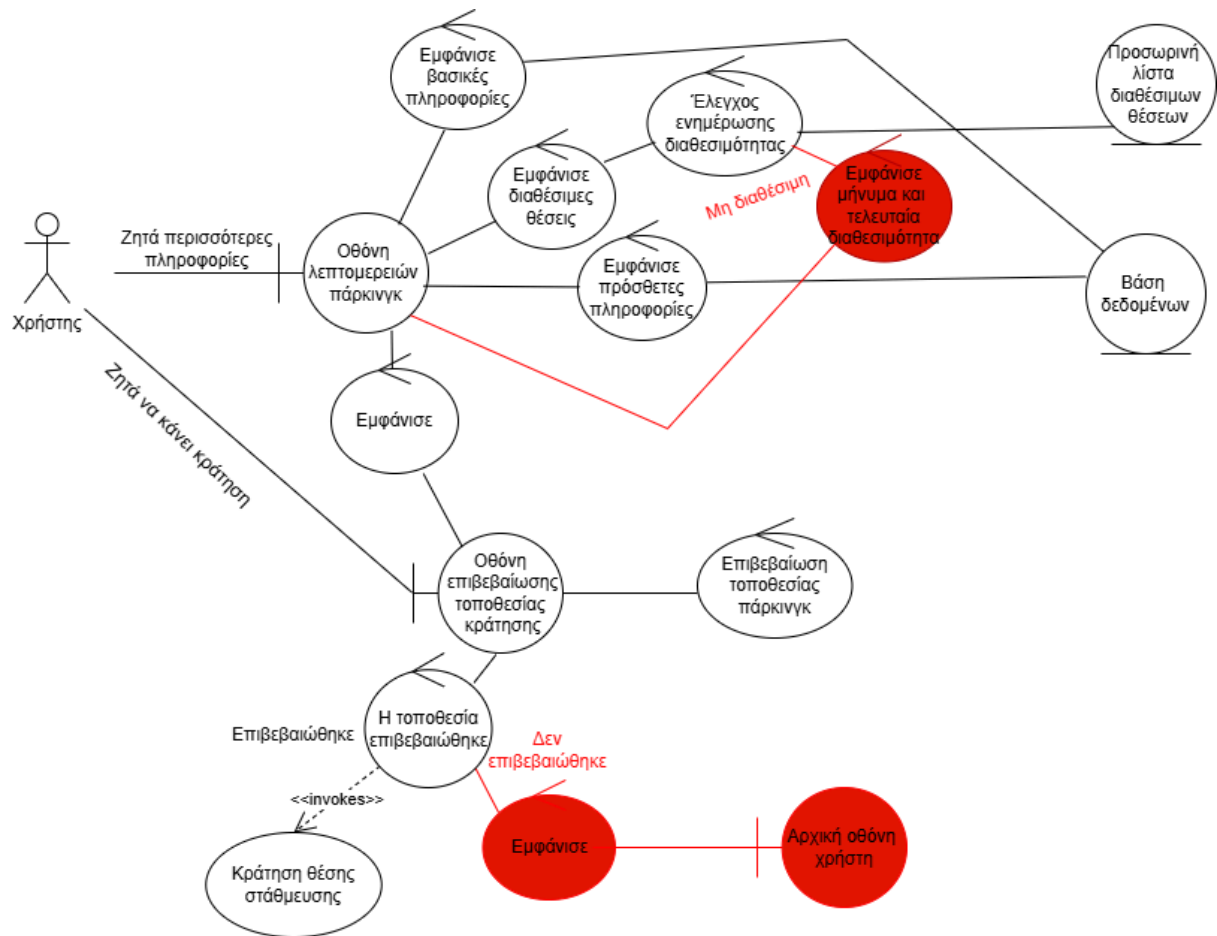 Εμφάνισε
βασικές
πληροφορίες
Προσωρινή
λίστα
διαθέσιμων
θέσεων
Έλεγχος
ενημέρωσης
διαθεσιμότητας
Εμφάνισε
διαθέσιμες
θέσεις
Μη διαθέσιμη
Εμφάνισε
μήνυμα και
τελευταία
διαθεσιμότητα
Χρήστης
Ζητά περισσότερες
πληροφορίες
Οθόνη
λεπτομερειών
πάρκινγκ
Εμφάνισε
πρόσθετες
πληροφορίες
Βάση
δεδομένων
Ζητά να κάνει κράτηση
Εμφάνισε
Οθόνη
επιβεβαίωσης
τοποθεσίας
κράτησης
Επιβεβαίωση
τοποθεσίας
πάρκινγκ
Επιβεβαιώθηκε
Η τοποθεσία
επιβεβαιώθηκε
Δεν
επιβεβαιώθηκε
<<invokes>>
Κράτηση θέσης
στάθμευσης
Εμφάνισε
Αρχική οθόνη
χρήστη